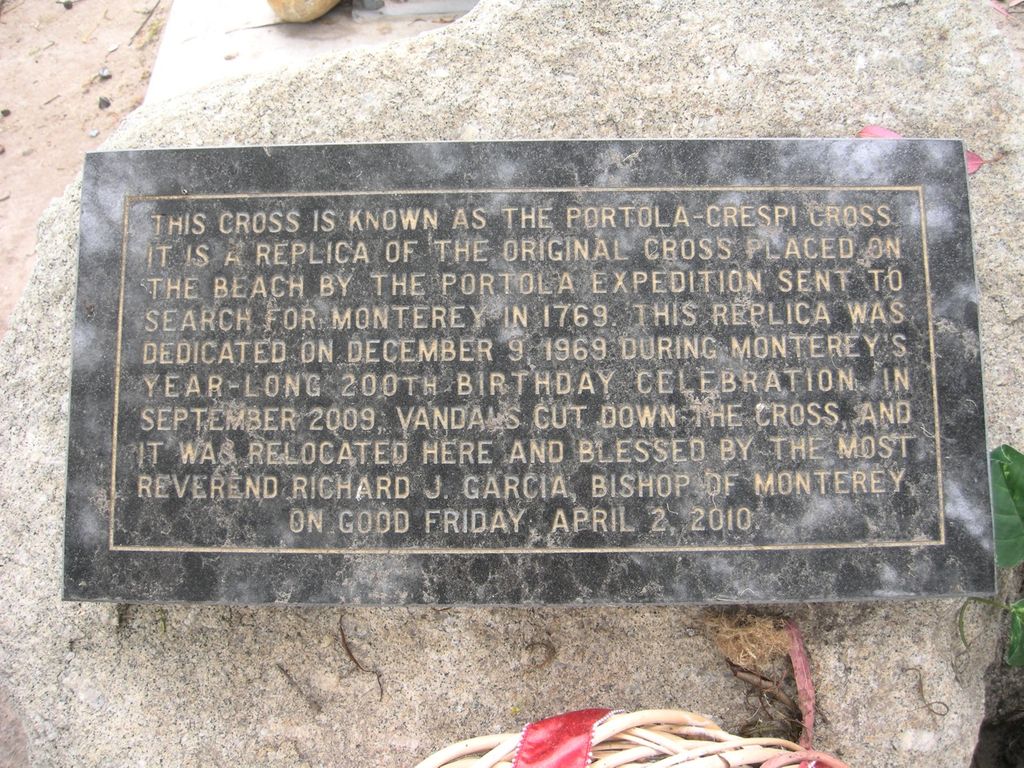 THIS CROSS IS KNOWN AS THE PORTOLA-CRESPI CROSS.
IT IS A REPLICA OF THE ORIGINAL CROSS PLACED ON
THE BEACH BY THE PORTOLA EXPEDITION SENT TO
SEARCH FOR MONTEREY IN 1769. THIS REPLICA WAS
DEDICATED ON DECEMBER 9, 1969 DURING MONTEREY'S
YEAR-LONG 200TH BIRTHDAY CELEBRATION. IN
SEPTEMBER 2009, VANDALS CUT DOWN THE CROSS, AND
IT WAS RELOCATED HERE AND BLESSED BY THE MOST
REVEREND RICHARD J. GARCIA, BISHOP OF MONTEREY,
ON GOOD FRIDAY, APRIL 2, 2010.